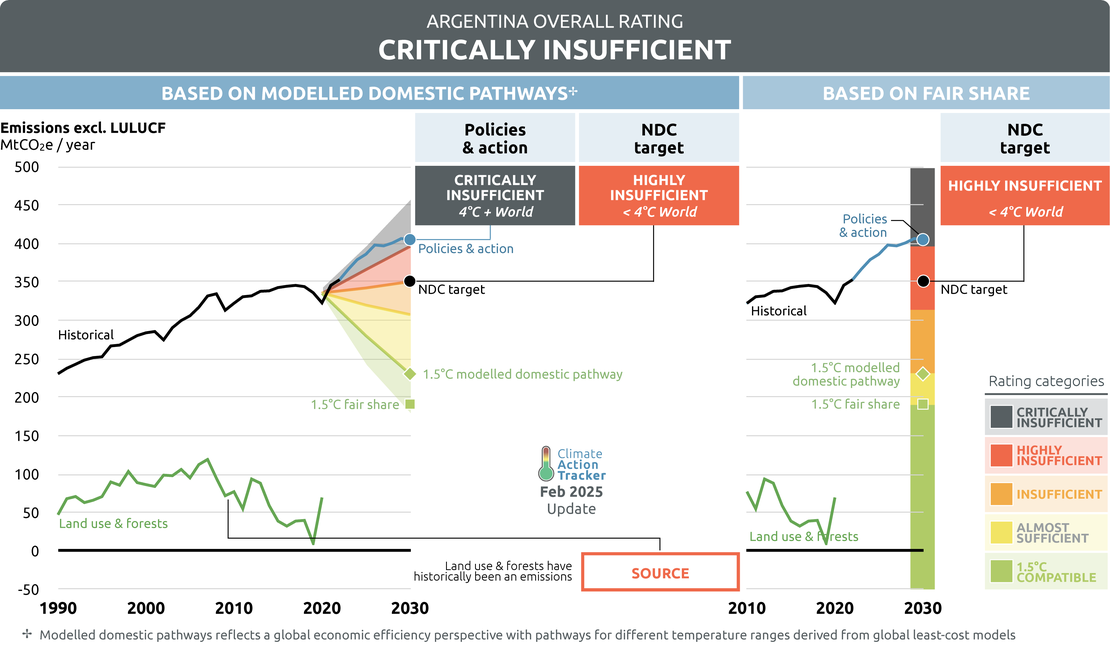 ARGENTINA OVERALL RATING
CRITICALLY INSUFFICIENT
BASED ON MODELLED DOMESTIC PATHWAYS✢
BASED ON FAIR SHARE
Emissions excl. LULUCF
MtCO₂e / year
Policies
& action
NDC
target
NDC
target
CRITICALLY
INSUFFICIENT
4°C + World
HIGHLY
INSUFFICIENT
< 4°C World
HIGHLY INSUFFICIENT
< 4°C World
500
450
400
350
300
250
200
150
100
50
0
-50
Policies & action
NDC target
Historical
1.5°C modelled domestic pathway
1.5°C fair share
Land use & forests
1990
2000
2010
2020
2030
Climate
Action
Tracker
Feb 2025
Update
Land use & forests have
historically been an emissions
SOURCE
Policies
& action
NDC target
Historical
1.5°C modelled
domestic pathway
1.5°C fair share
Land use & forests
2010
2020
2030
Rating categories
CRITICALLY
INSUFFICIENT
HIGHLY
INSUFFICIENT
INSUFFICIENT
ALMOST
SUFFICIENT
1.5°C
COMPATIBLE
✢ Modelled domestic pathways reflects a global economic efficiency perspective with pathways for different temperature ranges derived from global least-cost models